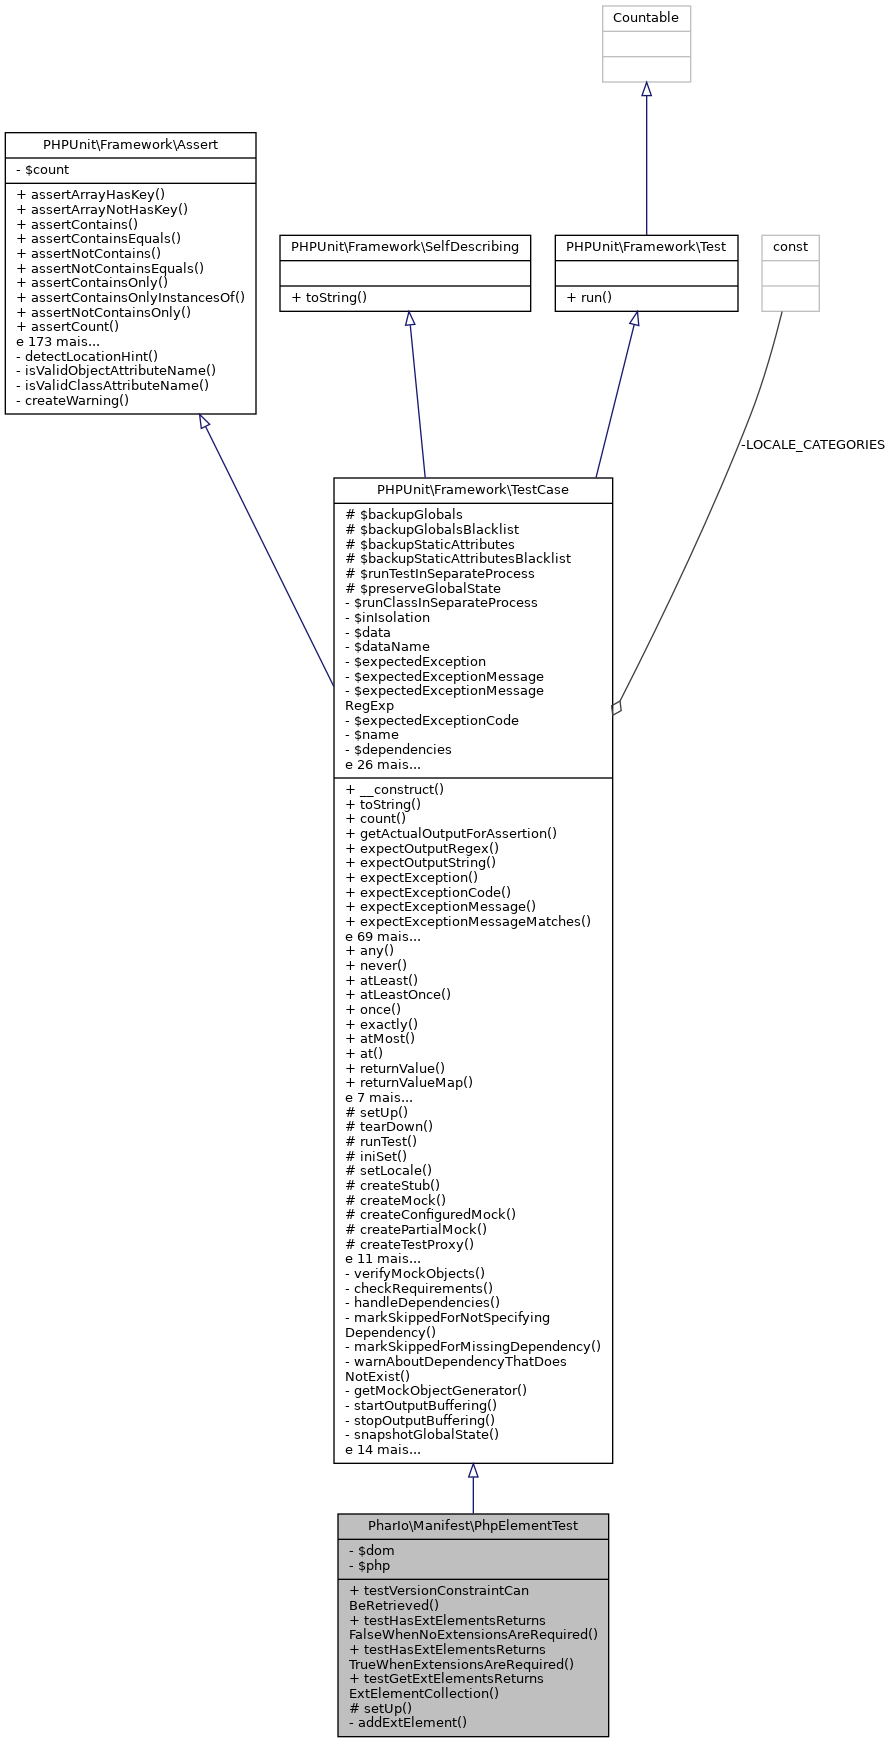 Countable
PHPUnit\Framework\Assert
- $count
+ assertArrayHasKey()
+ assertArrayNotHasKey()
+ assertContains()
+ assertContainsEquals()
+ assertNotContains()
+ assertNotContainsEquals()
+ assertContainsOnly()
+ assertContainsOnlyInstancesOf()
+ assertNotContainsOnly()
+ assertCount()
e 173 mais...
- detectLocationHint()
- isValidObjectAttributeName()
- isValidClassAttributeName()
- createWarning()
PHPUnit\Framework\SelfDescribing
+ toString()
PHPUnit\Framework\Test
+ run()
const
-LOCALE_CATEGORIES
PHPUnit\Framework\TestCase
# $backupGlobals
# $backupGlobalsBlacklist
# $backupStaticAttributes
# $backupStaticAttributesBlacklist
# $runTestInSeparateProcess
# $preserveGlobalState
- $runClassInSeparateProcess
- $inIsolation
- $data
- $dataName
- $expectedException
- $expectedExceptionMessage
- $expectedExceptionMessage
RegExp
- $expectedExceptionCode
- $name
- $dependencies
e 26 mais...
+ __construct()
+ toString()
+ count()
+ getActualOutputForAssertion()
+ expectOutputRegex()
+ expectOutputString()
+ expectException()
+ expectExceptionCode()
+ expectExceptionMessage()
+ expectExceptionMessageMatches()
e 69 mais...
+ any()
+ never()
+ atLeast()
+ atLeastOnce()
+ once()
+ exactly()
+ atMost()
+ at()
+ returnValue()
+ returnValueMap()
e 7 mais...
# setUp()
# tearDown()
# runTest()
# iniSet()
# setLocale()
# createStub()
# createMock()
# createConfiguredMock()
# createPartialMock()
# createTestProxy()
e 11 mais...
- verifyMockObjects()
- checkRequirements()
- handleDependencies()
- markSkippedForNotSpecifying
Dependency()
- markSkippedForMissingDependency()
- warnAboutDependencyThatDoes
NotExist()
- getMockObjectGenerator()
- startOutputBuffering()
- stopOutputBuffering()
- snapshotGlobalState()
e 14 mais...
PharIo\Manifest\PhpElementTest
- $dom
- $php
+ testVersionConstraintCan
BeRetrieved()
+ testHasExtElementsReturns
FalseWhenNoExtensionsAreRequired()
+ testHasExtElementsReturns
TrueWhenExtensionsAreRequired()
+ testGetExtElementsReturns
ExtElementCollection()
# setUp()
- addExtElement()